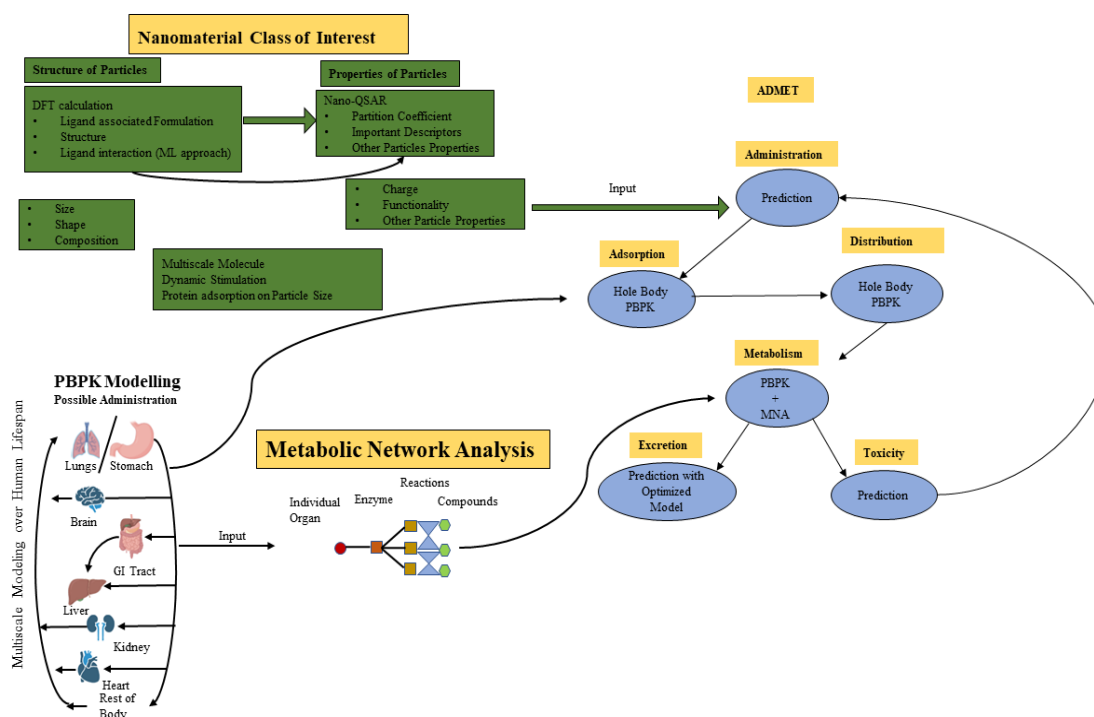 Nanomaterial Class of Interest
Structure of Particles
Properties of Particles
DFT calculation
• Ligand associated Formulation
• Structure
• Ligand interaction (ML approach)
Nano-QSAR
• Partition Coefficient
• Important Descriptors
• Other Particles Properties
• Charge
• Functionality
• Other Particle Properties
• Size
• Shape
• Composition
Multiscale Molecule
Dynamic Stimulation
Protein adsorption on Particle Size
Input
ADMET
Administration
Prediction
Adsorption
Hole Body
PBPK
Distribution
Hole Body
PBPK
Metabolism
PBPK
+
MNA
Excretion
Prediction with
Optimized
Model
Toxicity
Prediction
PBPK Modelling
Possible Administration
Multiscale Modeling over Human Lifespan
Lungs
Stomach
Brain
GI Tract
Liver
Kidney
Heart
Rest of
Body
Input
Metabolic Network Analysis
Individual
Organ
Enzyme
Reactions
Compounds